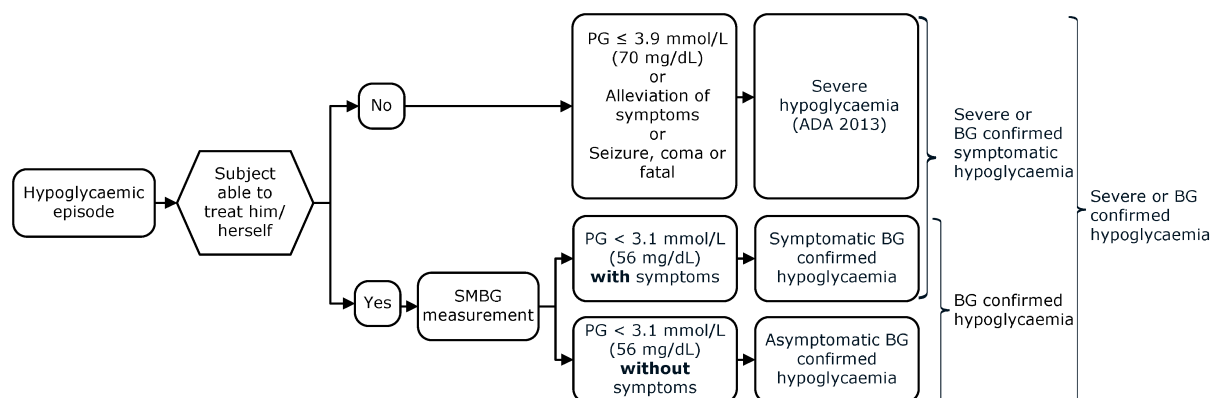 Hypoglycaemic
episode
Subject
able to
treat him/
herself
No
Yes
SMBG
measurement
PG ≤ 3.9 mmol/L
(70 mg/dL)
or
Alleviation of
symptoms
or
Seizure, coma or
fatal
PG < 3.1 mmol/L
(56 mg/dL)
with symptoms
PG < 3.1 mmol/L
(56 mg/dL)
without
symptoms
Severe
hypoglycaemia
(ADA 2013)
Symptomatic BG
confirmed
hypoglycaemia
Asymptomatic BG
confirmed
hypoglycaemia
Severe or
BG confirmed
symptomatic
hypoglycaemia
BG confirmed
hypoglycaemia
Severe or BG
confirmed
hypoglycaemia